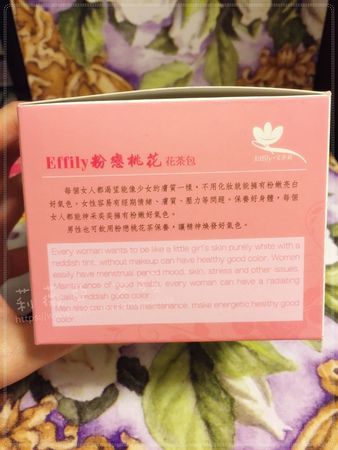 Effily
Effily粉戀桃花 花茶包
每個女人都渴望能像少女的膚質一樣，不用化妝就能擁有粉嫩亮白
好氣色。女性容易有經期情緒、膚質、壓力等問題。保養好身體，每個
女人都能神采奕奕擁有粉嫩好氣色。
男性也可飲用粉戀桃花茶保養，讓精神煥發好氣色。
Every woman wants to be like a little girl's skin purely white with a
reddish tint, without makeup can have healthy good color. Women
easily have menstrual period mood, skin, stress and other issues.
Maintenance of good health, every woman can have a radiating
vitality reddish good color.
Men also can drink tea maintenance, make energetic healthy good
color.